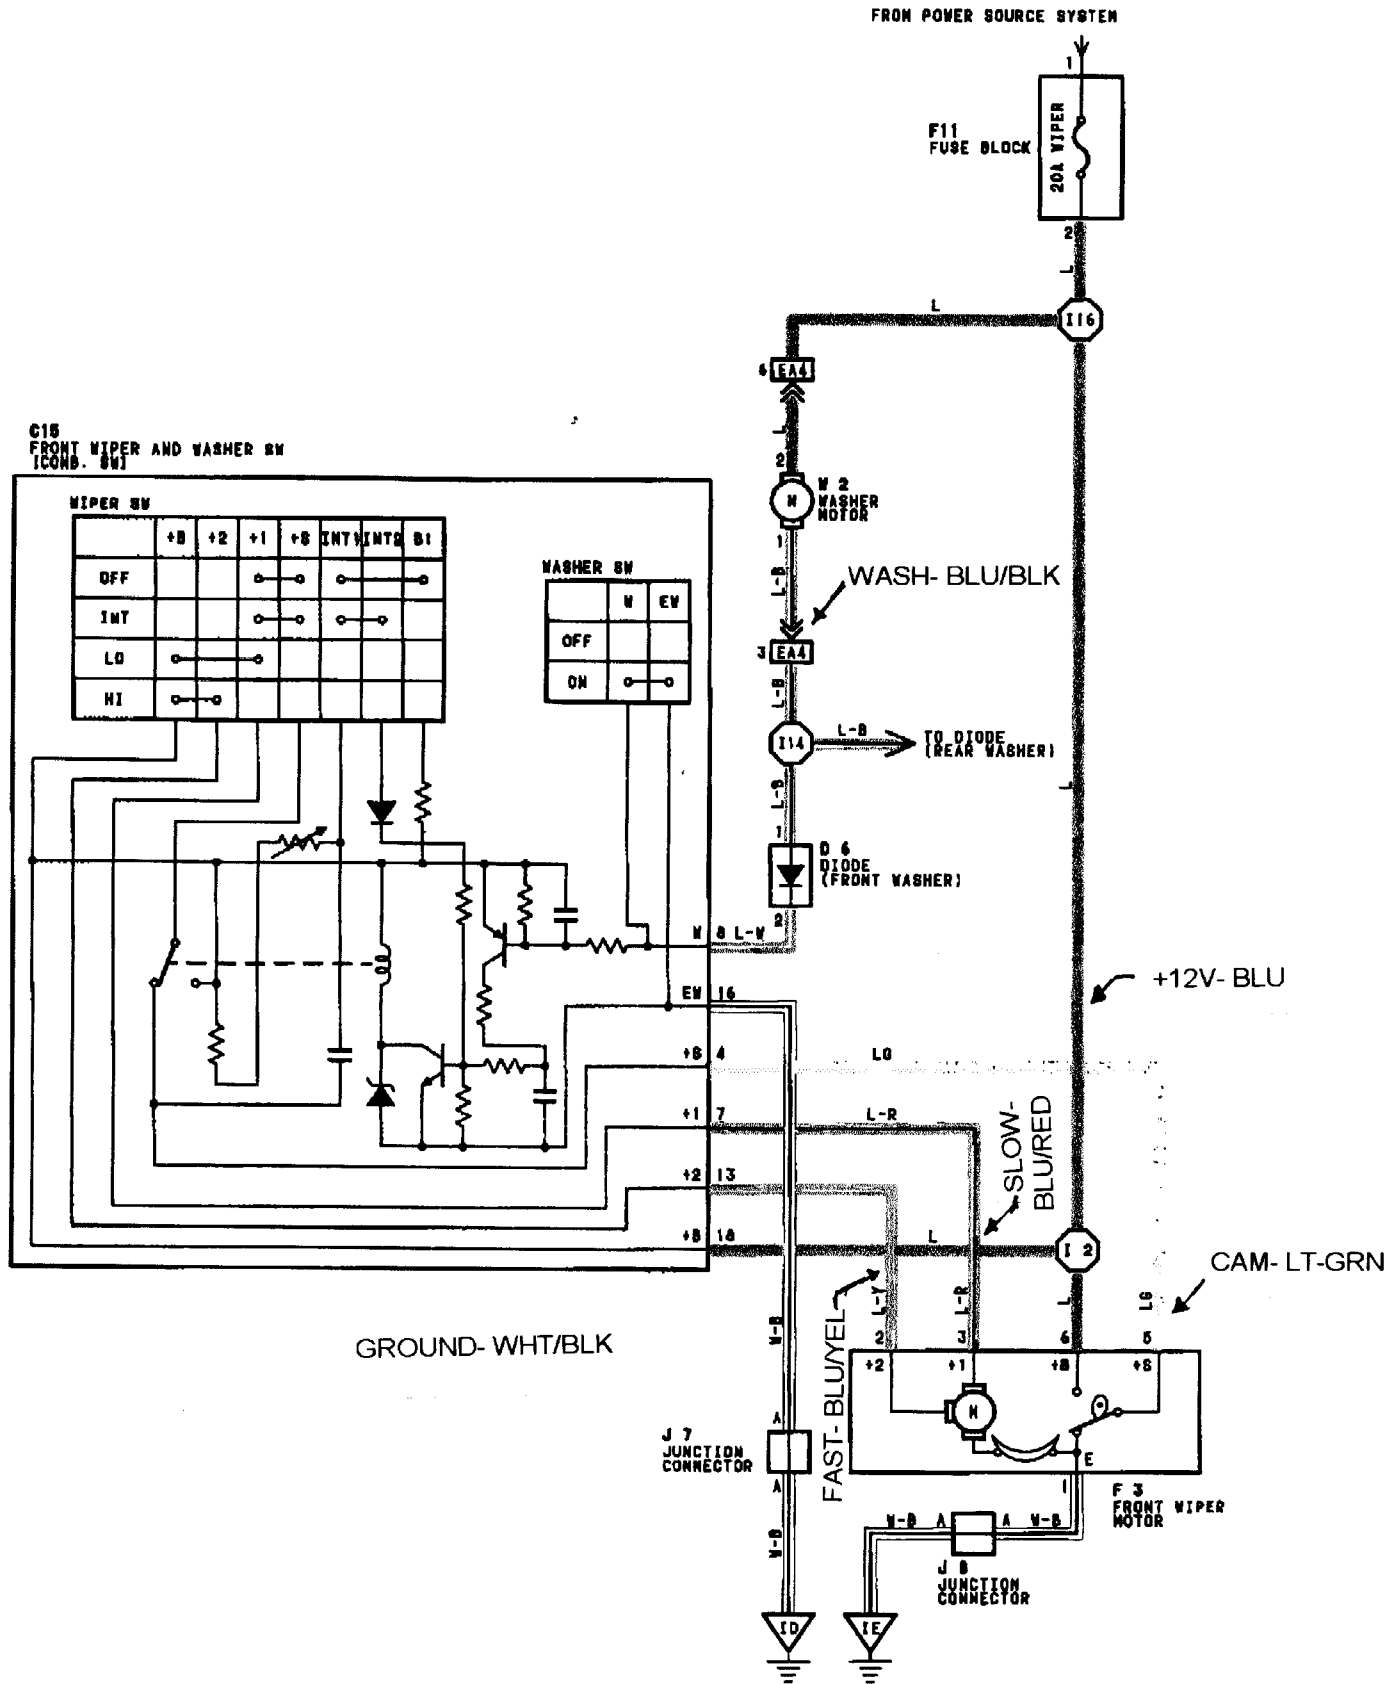 FROM POWER SOURCE SYSTEM
1
F11
FUSE BLOCK
20A WIPER
2
L
L
I16
6 EA4
L
2
W 2
WASHER
MOTOR
M
1
L-B
WASH- BLU/BLK
3 EA4
L-B
I14
L-B
TO DIODE
(REAR WASHER)
L
L-B
1
D 6
DIODE
(FRONT WASHER)
2
C15
FRONT WIPER AND WASHER SW
[COMB. SW]
WIPER SW
+B +2 +1 +S INT1 INT2 B1
OFF
INT
LO
HI
WASHER SW
W EW
OFF
ON
W 8 L-W
EW 16
+S 4 LG
+1 7 L-R
+2 13
+B 18 L
+12V- BLU
SLOW-
BLU/RED
I 2
CAM- LT-GRN
FAST- BLU/YEL
L-Y
L-R
L
LG
GROUND- WHT/BLK
W-B
2 3 6 5
+2 +1 +B +S
M
E
1
F 3
FRONT WIPER
MOTOR
A
J 7
JUNCTION
CONNECTOR
A
W-B
W-B A A W-B
J 8
JUNCTION
CONNECTOR
ID
IE